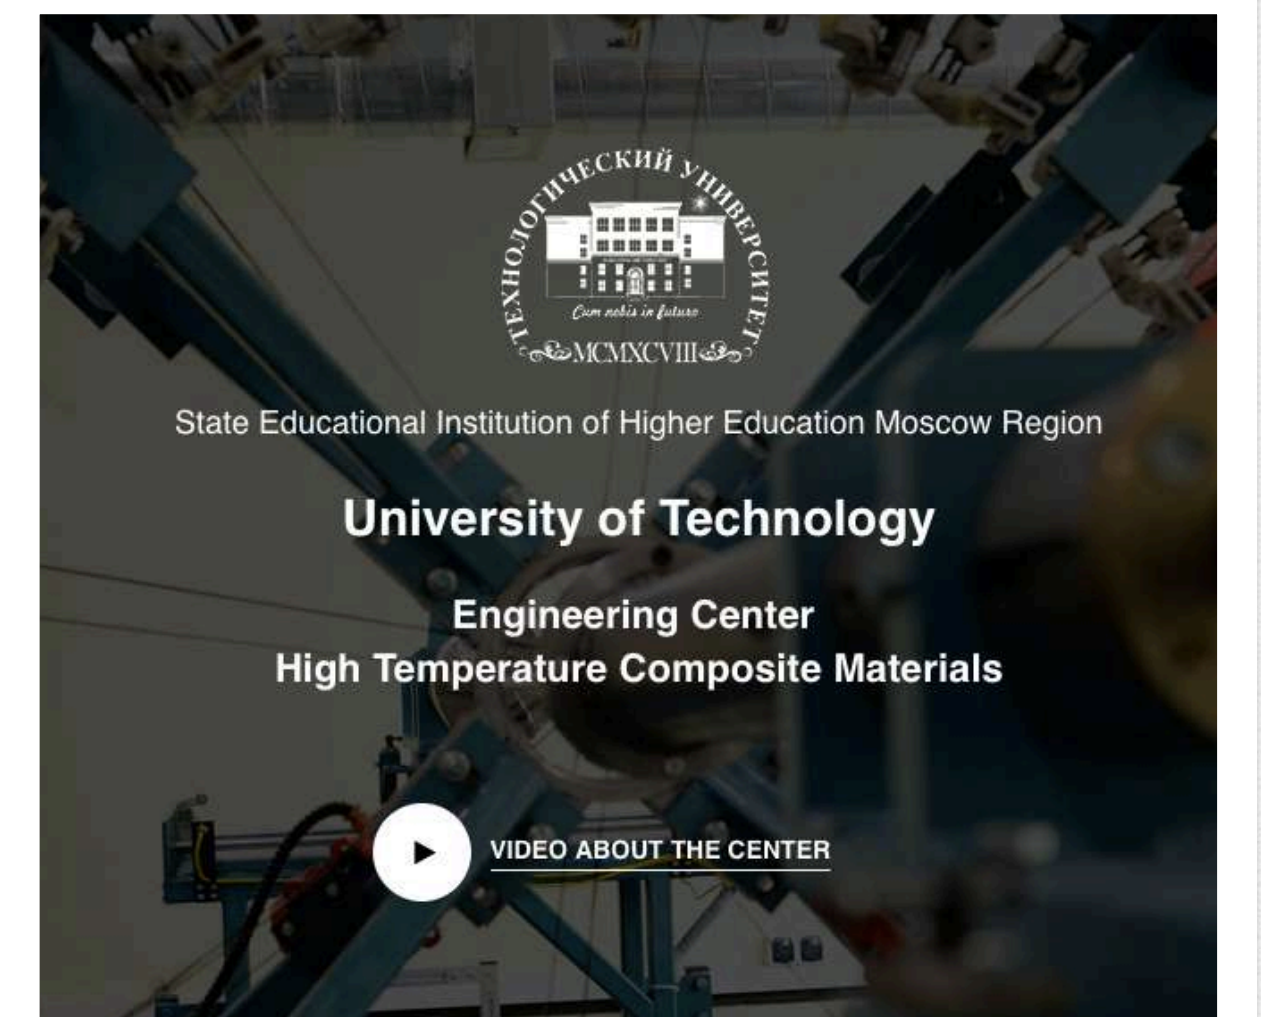 ТЕХНОЛОГИЧЕСКИЙ УНИВЕРСИТЕТ
Cum nobis in futuro
MCMXCVIII
State Educational Institution of Higher Education Moscow Region
University of Technology
Engineering Center
High Temperature Composite Materials
VIDEO ABOUT THE CENTER